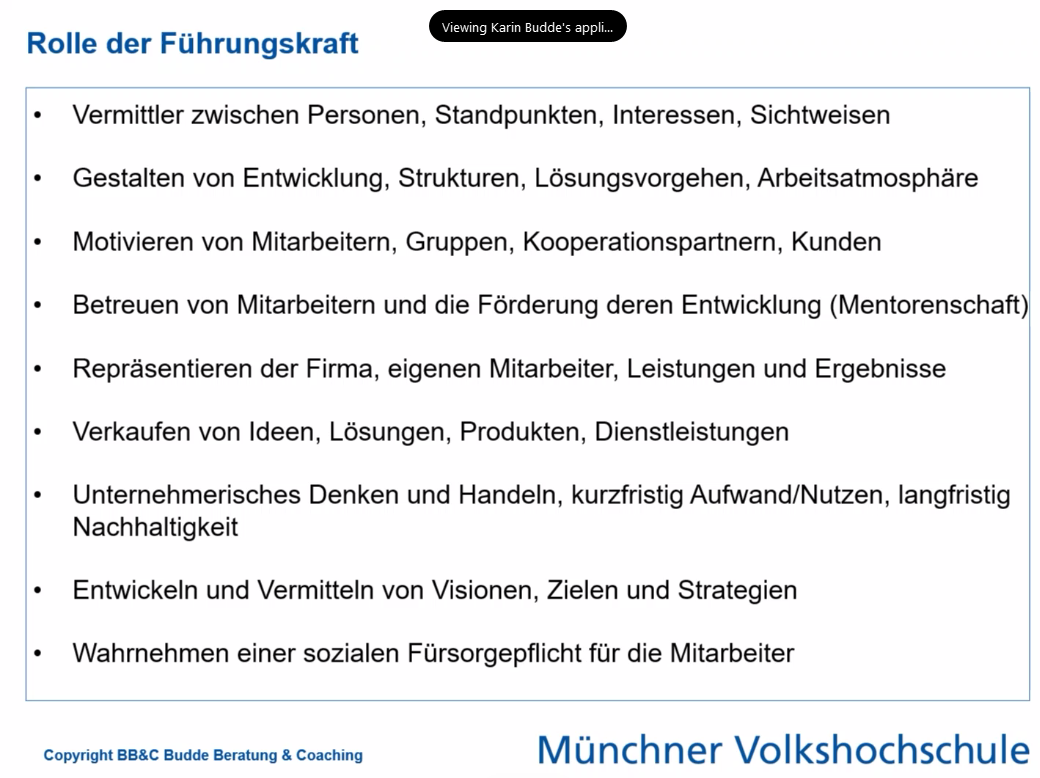 Viewing Karin Budde's appli...
Rolle der Führungskraft
• Vermittler zwischen Personen, Standpunkten, Interessen, Sichtweisen
• Gestalten von Entwicklung, Strukturen, Lösungsvorgehen, Arbeitsatmosphäre
• Motivieren von Mitarbeitern, Gruppen, Kooperationspartnern, Kunden
• Betreuen von Mitarbeitern und die Förderung deren Entwicklung (Mentorenschaft)
• Repräsentieren der Firma, eigenen Mitarbeiter, Leistungen und Ergebnisse
• Verkaufen von Ideen, Lösungen, Produkten, Dienstleistungen
• Unternehmerisches Denken und Handeln, kurzfristig Aufwand/Nutzen, langfristig
Nachhaltigkeit
• Entwickeln und Vermitteln von Visionen, Zielen und Strategien
• Wahrnehmen einer sozialen Fürsorgepflicht für die Mitarbeiter
Copyright BB&C Budde Beratung & Coaching
Münchner Volkshochschule